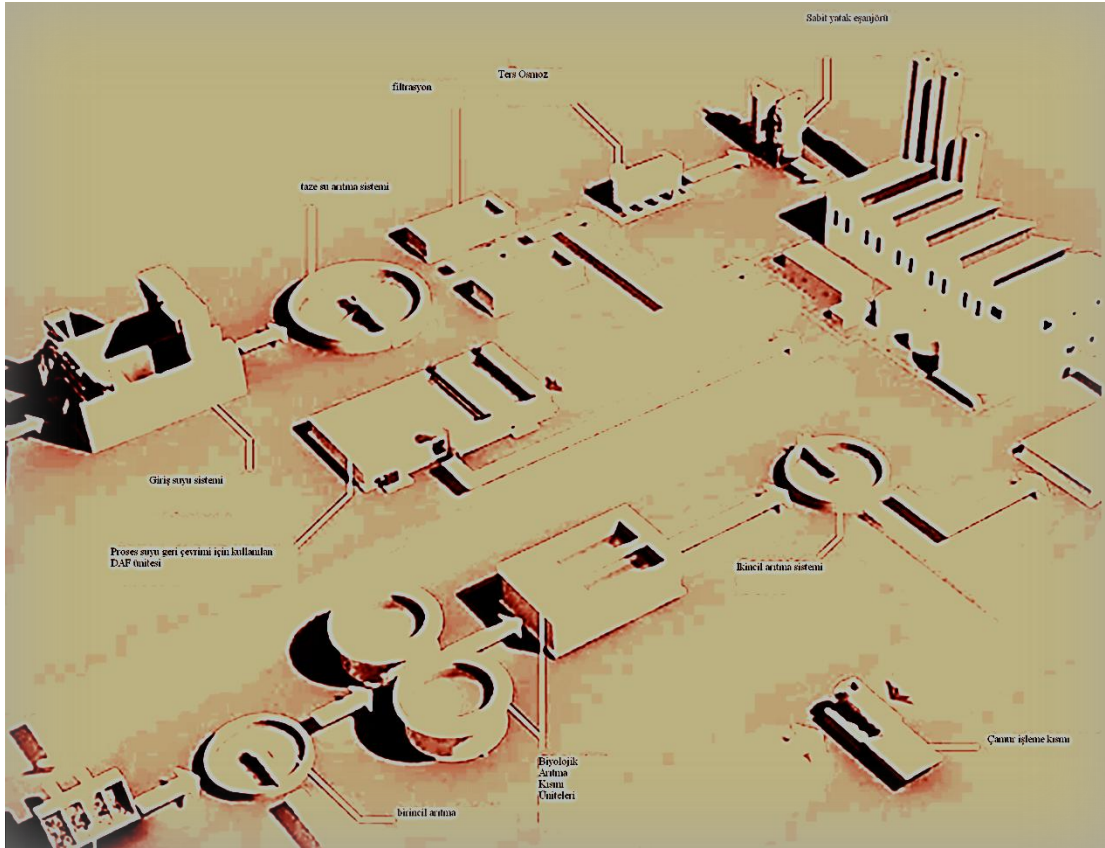 Sabit yatak eşanjörü
Ters Osmoz
filtrasyon
taze su arıtma sistemi
Giriş suyu sistemi
Proses suyu geri çevrimi için kullanılan
DAF ünitesi
İkincil arıtma sistemi
Biyolojik
Arıtma
Kısmı
Üniteleri
Çamur işleme kısmı
birincil arıtma